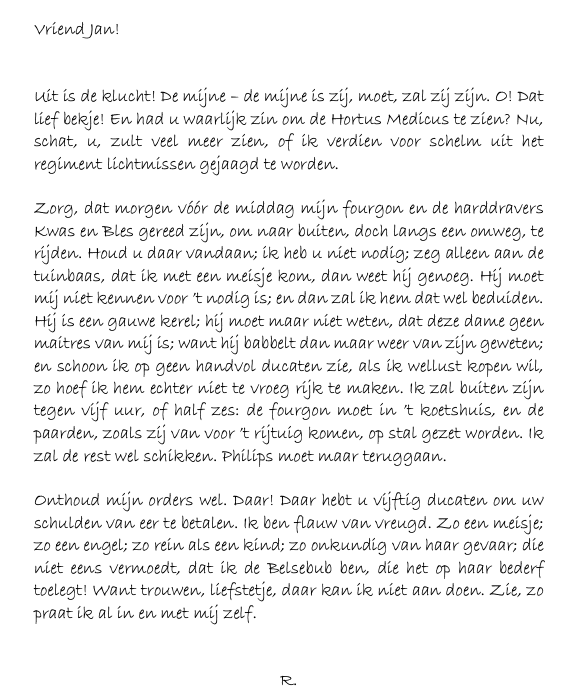 Vriend Jan!
Uit is de klucht! De mijne – de mijne is zij, moet, zal zij zijn. O! Dat
lief bekje! En had u waarlijk zin om de Hortus Medicus te zien? Nu,
schat, u, zult veel meer zien, of ik verdien voor schelm uit het
regiment lichtmissen gejaagd te worden.
Zorg, dat morgen vóór de middag mijn fourgon en de harddravers
Kwas en Bles gereed zijn, om naar buiten, doch langs een omweg, te
rijden. Houd u daar vandaan; ik heb u niet nodig; zeg alleen aan de
tuinbaas, dat ik met een meisje kom, dan weet hij genoeg. Hij moet
mij niet kennen voor 't nodig is; en dan zal ik hem dat wel beduiden.
Hij is een gauwe kerel; hij moet maar niet weten, dat deze dame geen
maitres van mij is; want hij babbelt dan maar weer van zijn geweten;
en schoon ik op geen handvol ducaten zie, als ik wellust kopen wil,
zo hoef ik hem echter niet te vroeg rijk te maken. Ik zal buiten zijn
tegen vijf uur, of half zes: de fourgon moet in 't koetshuis, en de
paarden, zoals zij van voor 't rijtuig komen, op stal gezet worden. Ik
zal de rest wel schikken. Philips moet maar teruggaan.
Onthoud mijn orders wel. Daar! Daar hebt u vijftig ducaten om uw
schulden van eer te betalen. Ik ben flauw van vreugd. Zo een meisje;
zo een engel; zo rein als een kind; zo onkundig van haar gevaar; die
niet eens vermoedt, dat ik de Belsebub ben, die het op haar bederf
toelegt! Want trouwen, liefstetje, daar kan ik niet aan doen. Zie, zo
praat ik al in en met mij zelf.
R.